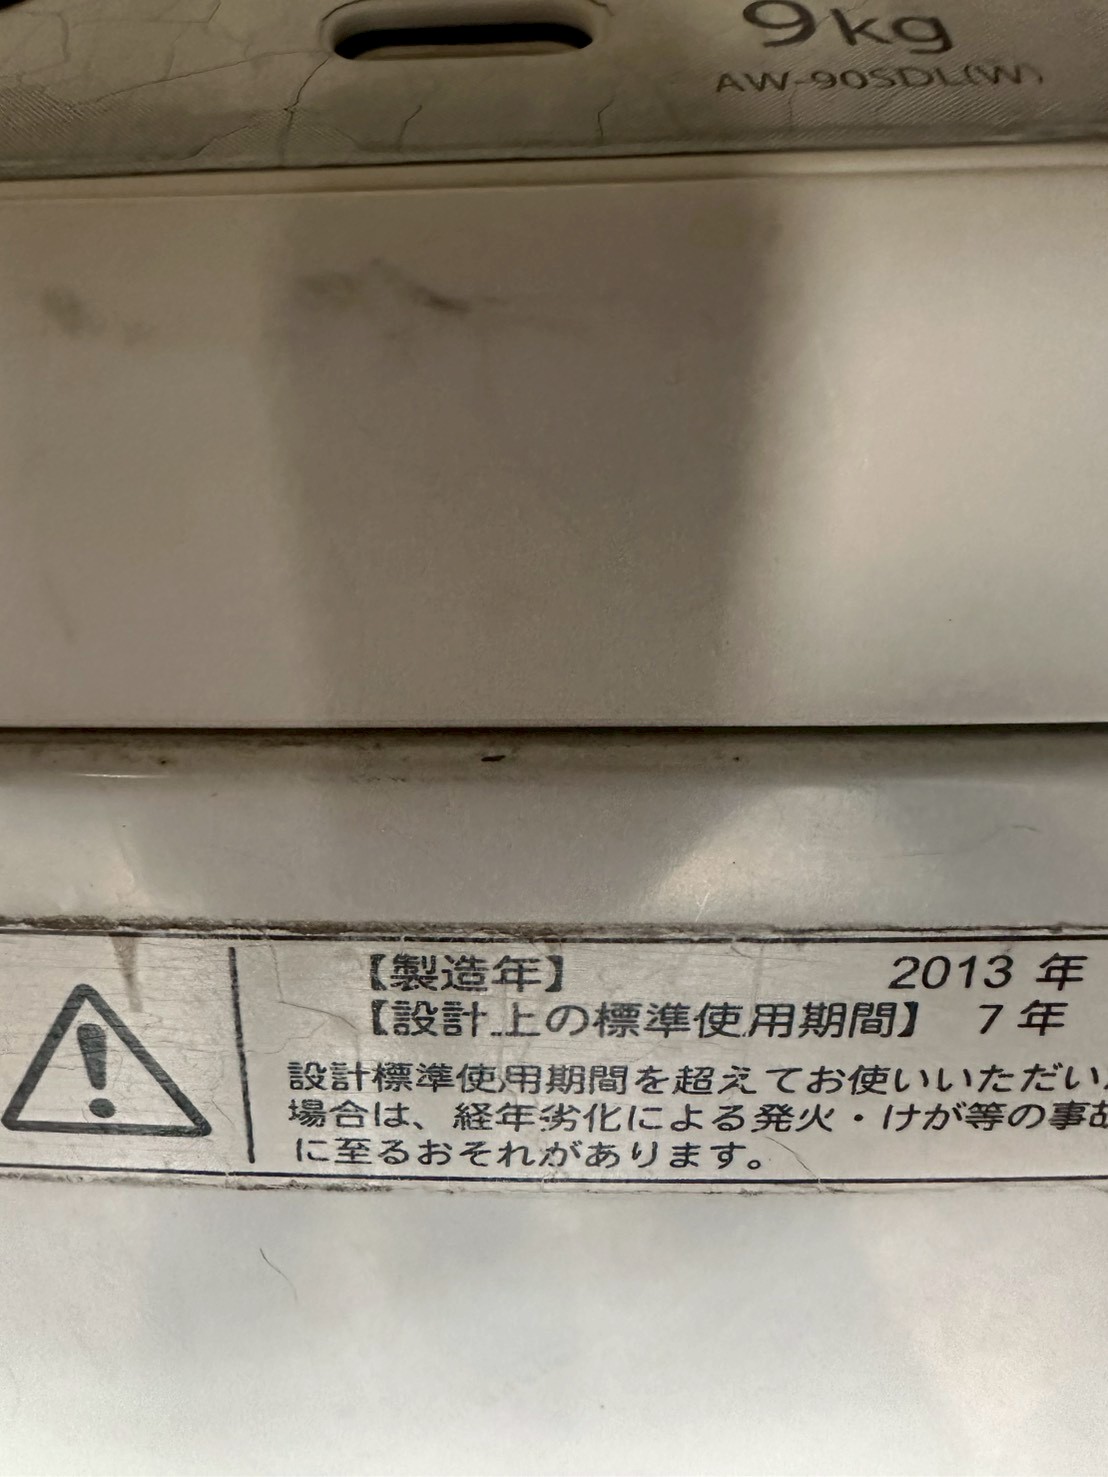 9kg
AW-90SDL(W)
【製造年】 2013 年
【設計上の標準使用期間】 7 年
設計標準使用期間を超えてお使いいただい
場合は、経年劣化による発火・けが等の事故
に至るおそれがあります。